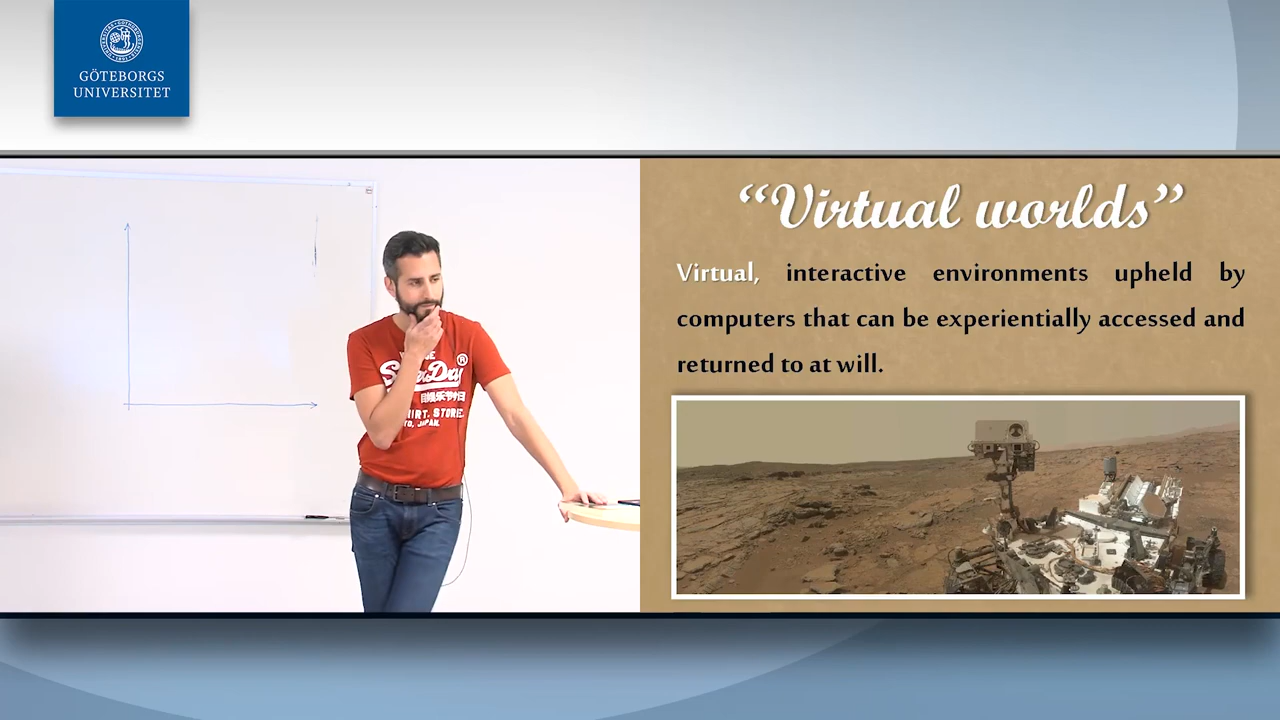 GÖTEBORGS
UNIVERSITET
“Virtual worlds”
Virtual, interactive environments upheld by
computers that can be experientially accessed and
returned to at will.
JAPAN.